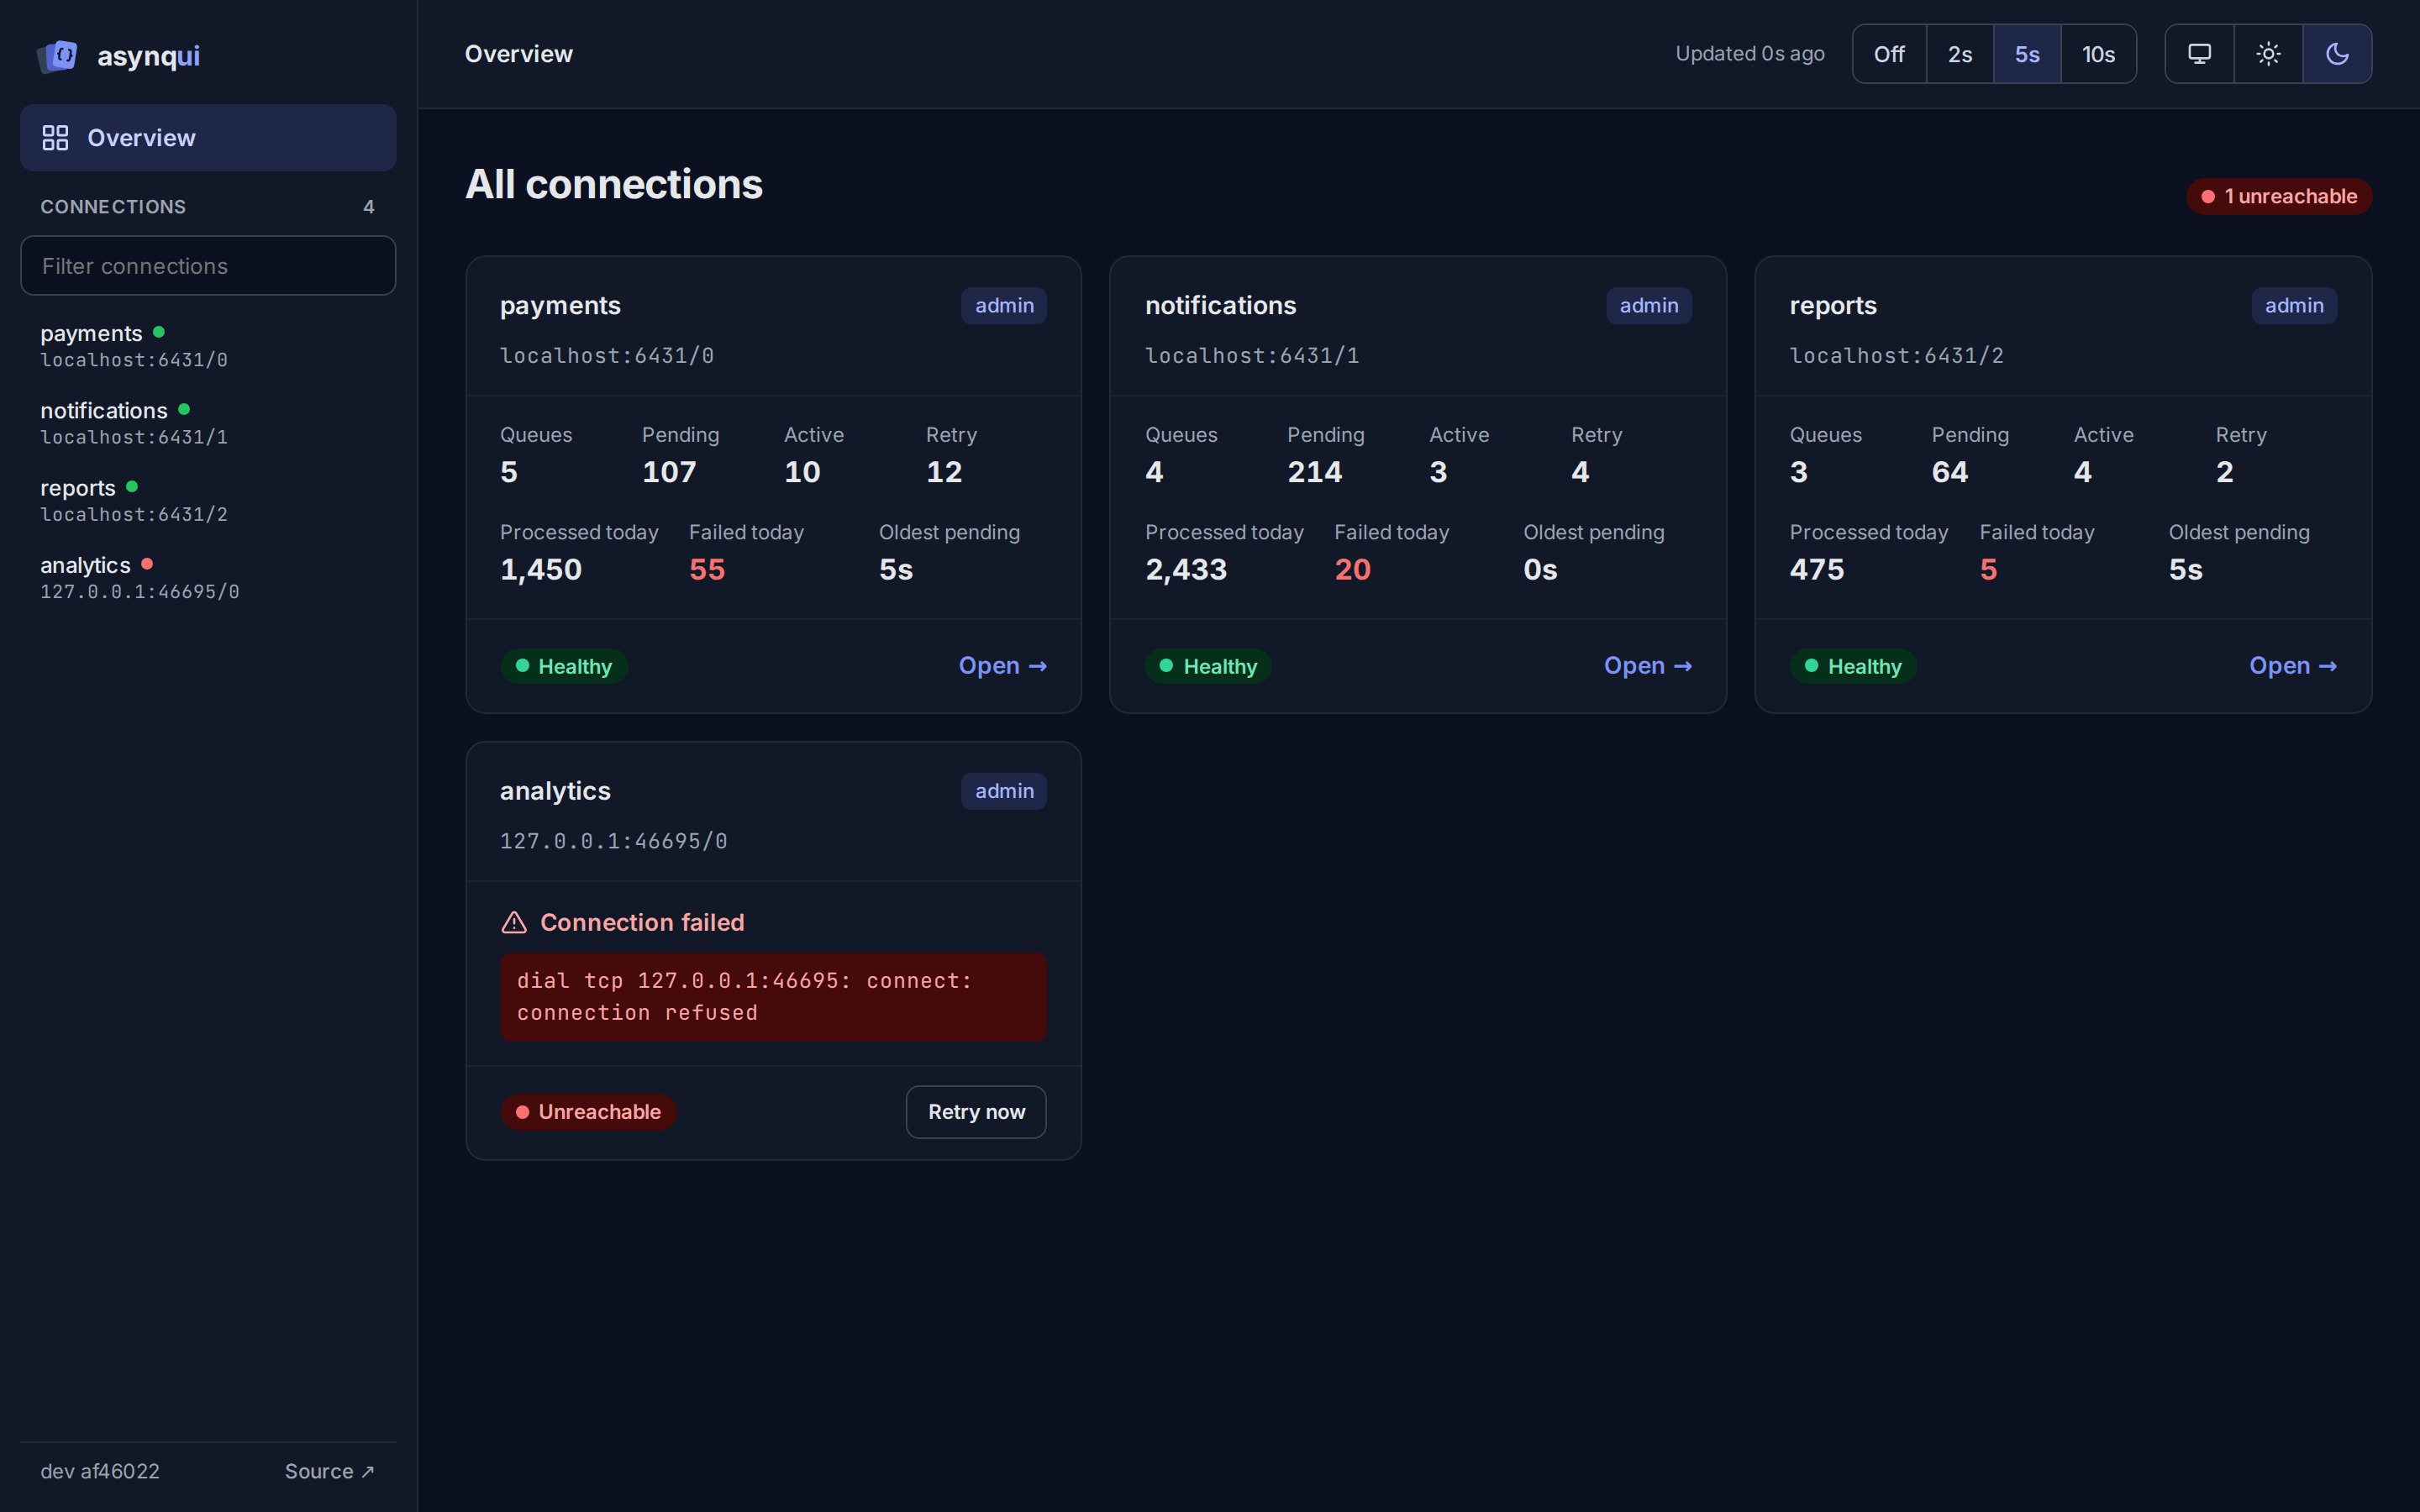 asynqui
Overview
CONNECTIONS 4
Filter connections
payments
localhost:6431/0
notifications
localhost:6431/1
reports
localhost:6431/2
analytics
127.0.0.1:46695/0
dev af46022 Source ↗
Overview
Updated 0s ago Off 2s 5s 10s
All connections
1 unreachable
payments admin
localhost:6431/0
Queues Pending Active Retry
5 107 10 12
Processed today Failed today Oldest pending
1,450 55 5s
Healthy Open →
notifications admin
localhost:6431/1
Queues Pending Active Retry
4 214 3 4
Processed today Failed today Oldest pending
2,433 20 0s
Healthy Open →
reports admin
localhost:6431/2
Queues Pending Active Retry
3 64 4 2
Processed today Failed today Oldest pending
475 5 5s
Healthy Open →
analytics admin
127.0.0.1:46695/0
Connection failed
dial tcp 127.0.0.1:46695: connect:
connection refused
Unreachable Retry now